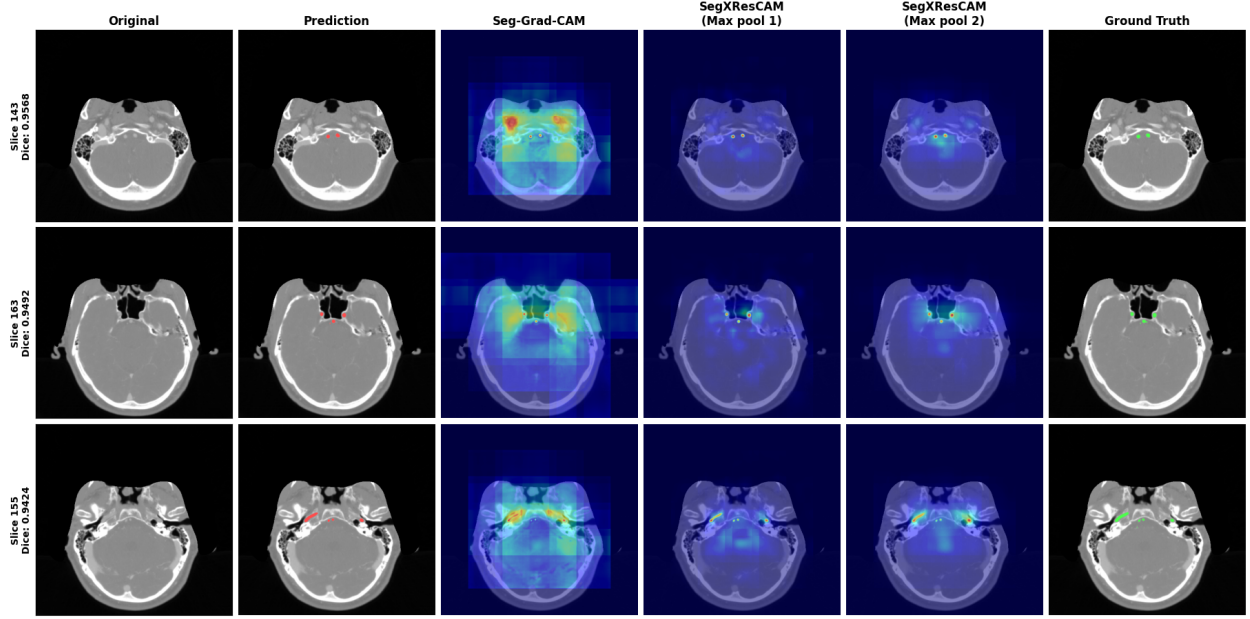 Original
Prediction
Seg-Grad-CAM
SegXResCAM
(Max pool 1)
SegXResCAM
(Max pool 2)
Ground Truth
Slice 143
Dice: 0.9568
Slice 163
Dice: 0.9492
Slice 155
Dice: 0.9424